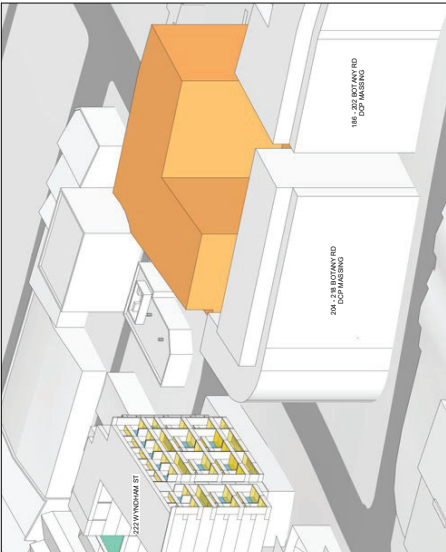 186 - 202 BOTANY RD
DCP MASSING
204 - 218 BOTANY RD
DCP MASSING
222 WYNDHAM ST